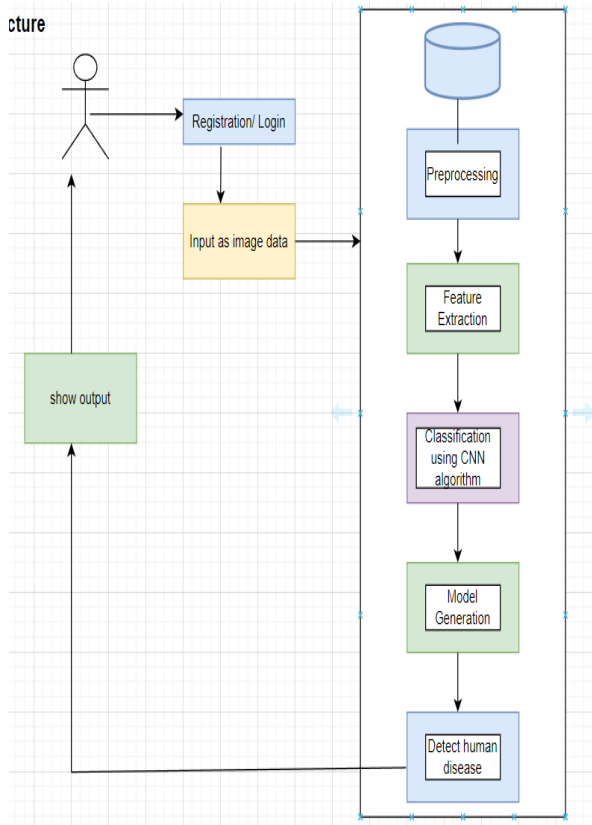 cture
Registration/ Login
Input as image data
show output
Preprocessing
Feature
Extraction
Classification
using CNN
algorithm
Model
Generation
Detect human
disease